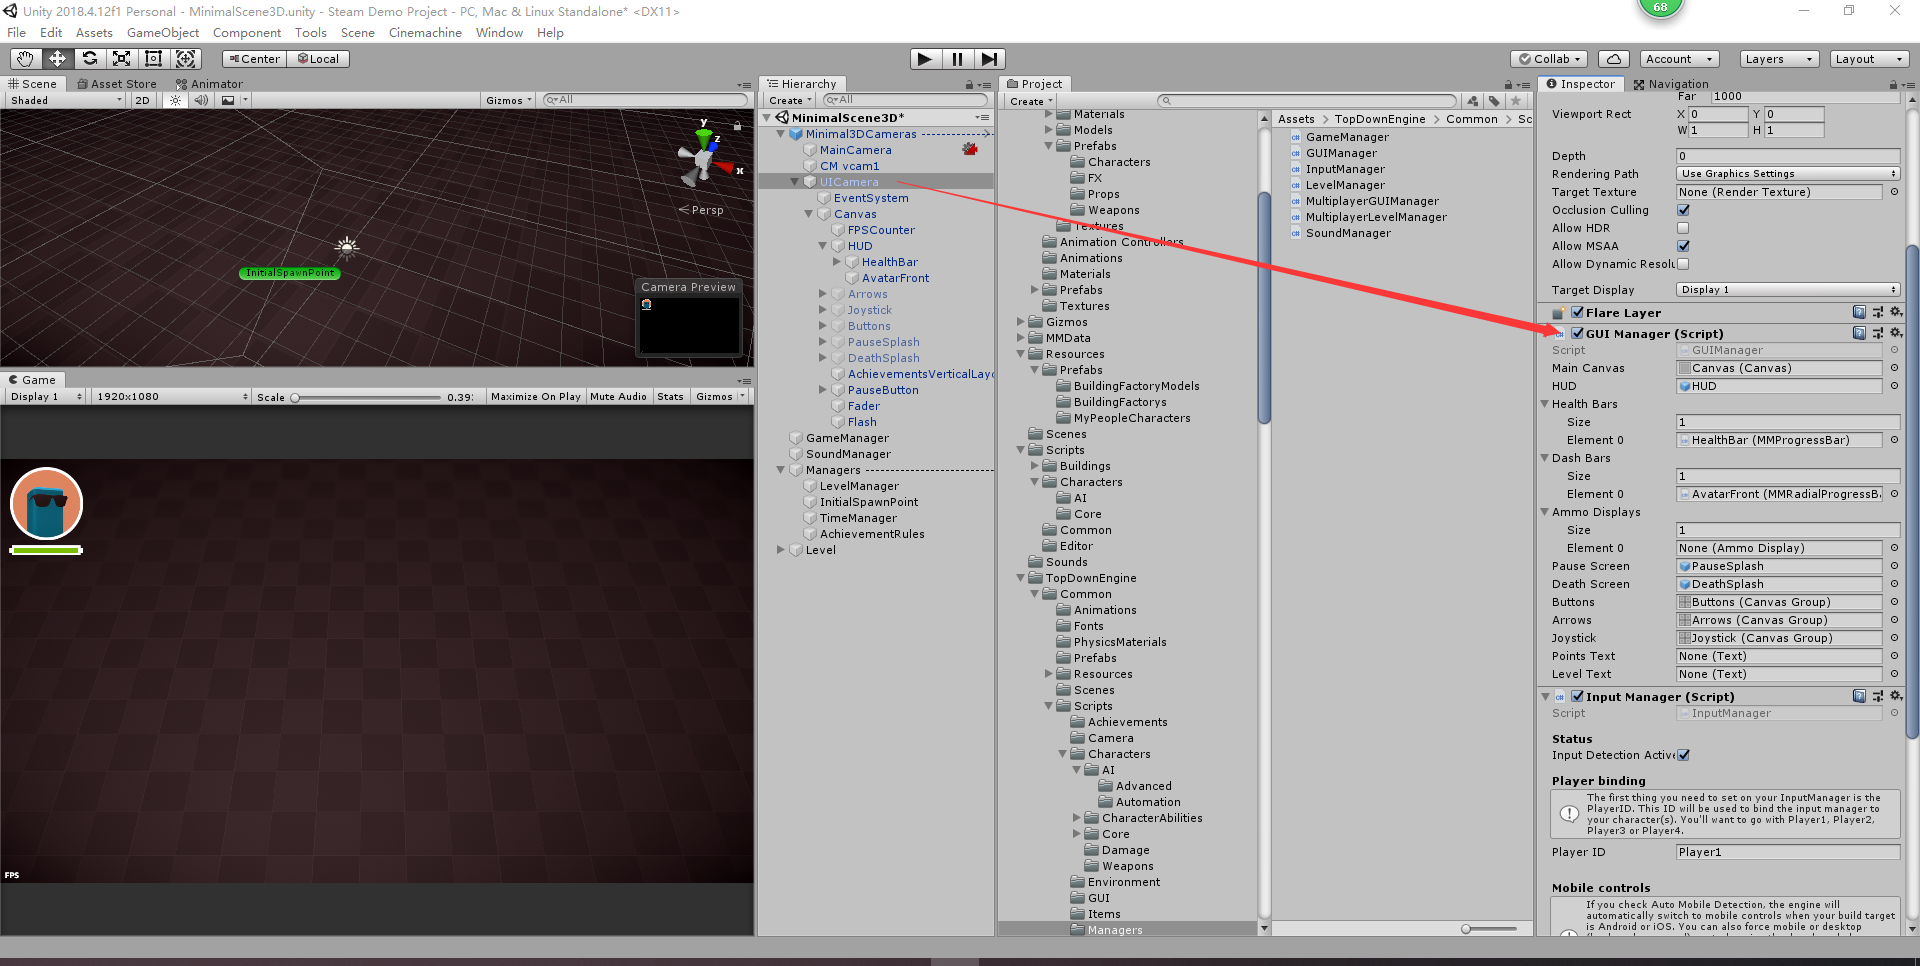 Unity 2018.4.12f1 Personal - MinimalScene3D.unity - Steam Demo Project - PC, Mac & Linux Standalone* <DX11>
68
File Edit Assets GameObject Component Tools Scene Cinemachine Window Help
Center Local
Collab Account Layers Layout
Scene Asset Store Animator
Shaded 2D Gizmos All
y z x
Persp
InitialSpawnPoint
Camera Preview
Game
Display 1 1920x1080 Scale 0.39: Maximize On Play Mute Audio Stats Gizmos
FPS
Hierarchy
Create All
MinimalScene3D*
Minimal3DCameras
MainCamera
CM vcam1
UICamera
EventSystem
Canvas
FPSCounter
HUD
HealthBar
AvatarFront
Arrows
Joystick
Buttons
PauseSplash
DeathSplash
AchievementsVerticalLayo
PauseButton
Fader
Flash
GameManager
SoundManager
Managers
LevelManager
InitialSpawnPoint
TimeManager
AchievementRules
Level
Project
Create
Materials
Models
Prefabs
Characters
FX
Props
Weapons
Textures
Animation Controllers
Animations
Materials
Prefabs
Textures
Gizmos
MMData
Resources
Prefabs
BuildingFactoryModels
BuildingFactorys
MyPeopleCharacters
Scenes
Scripts
Buildings
Characters
AI
Core
Common
Editor
Sounds
TopDownEngine
Common
Animations
Fonts
PhysicsMaterials
Prefabs
Resources
Scenes
Scripts
Achievements
Camera
Characters
AI
Advanced
Automation
CharacterAbilities
Core
Damage
Weapons
Environment
GUI
Items
Managers
Assets > TopDownEngine > Common > Sc
GameManager
GUIManager
InputManager
LevelManager
MultiplayerGUIManager
MultiplayerLevelManager
SoundManager
Inspector Navigation
Far 1000
Viewport Rect X 0 Y 0
W 1 H 1
Depth 0
Rendering Path Use Graphics Settings
Target Texture None (Render Texture)
Occlusion Culling
Allow HDR
Allow MSAA
Allow Dynamic Resolu
Target Display Display 1
Flare Layer
GUI Manager (Script)
Script GUIManager
Main Canvas Canvas (Canvas)
HUD HUD
Health Bars
Size 1
Element 0 HealthBar (MMProgressBar)
Dash Bars
Size 1
Element 0 AvatarFront (MMRadialProgressBa
Ammo Displays
Size 1
Element 0 None (Ammo Display)
Pause Screen PauseSplash
Death Screen DeathSplash
Buttons Buttons (Canvas Group)
Arrows Arrows (Canvas Group)
Joystick Joystick (Canvas Group)
Points Text None (Text)
Level Text None (Text)
Input Manager (Script)
Script InputManager
Status
Input Detection Active
Player binding
The first thing you need to set on your InputManager is the
PlayerID. This ID will be used to bind the input manager to
your character(s). You'll want to go with Player1, Player2,
Player3 or Player4.
Player ID Player1
Mobile controls
If you check Auto Mobile Detection, the engine will
automatically switch to mobile controls when your build target
is Android or iOS. You can also force mobile or desktop